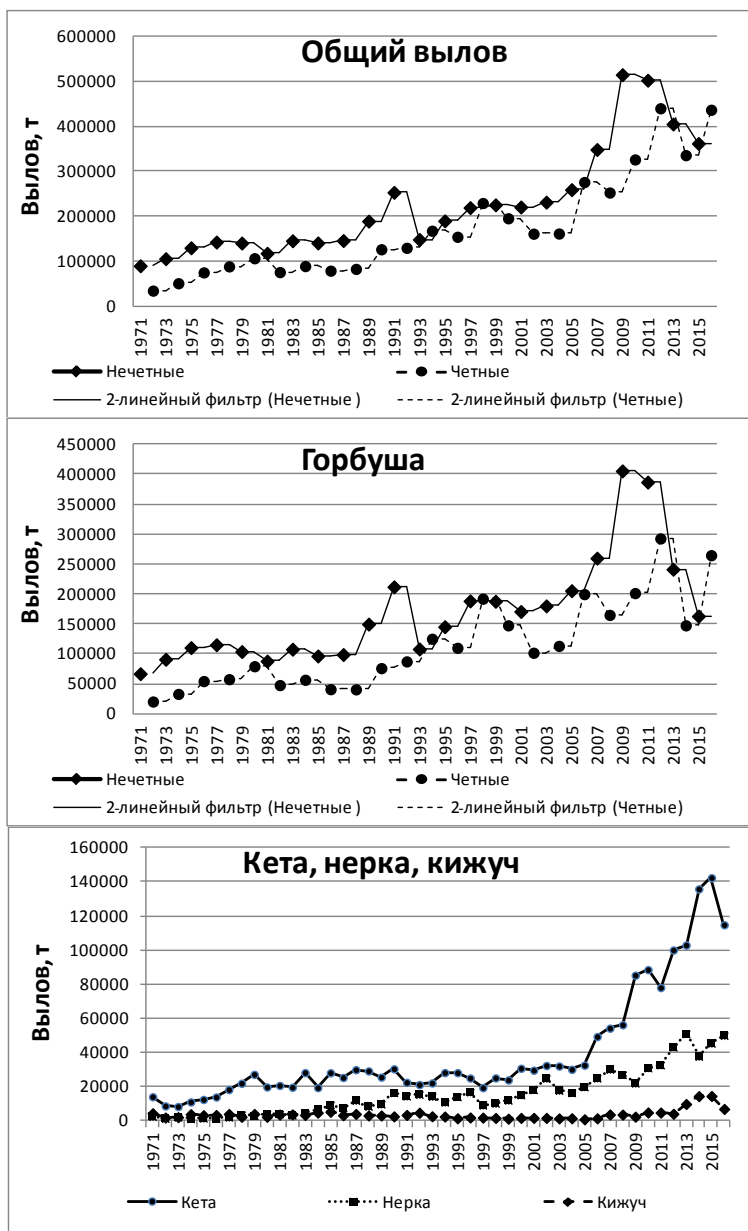 Общий вылов
Вылов, т
600000
500000
400000
300000
200000
100000
0
1971 1973 1975 1977 1979 1981 1983 1985 1987 1989 1991 1993 1995 1997 1999 2001 2003 2005 2007 2009 2011 2013 2015
Нечетные Четные
2-линейный фильтр (Нечетные ) 2-линейный фильтр (Четные)
Горбуша
Вылов, т
450000
400000
350000
300000
250000
200000
150000
100000
50000
0
1971 1973 1975 1977 1979 1981 1983 1985 1987 1989 1991 1993 1995 1997 1999 2001 2003 2005 2007 2009 2011 2013 2015
Нечетные Четные
2-линейный фильтр (Нечетные ) 2-линейный фильтр (Четные)
Кета, нерка, кижуч
Вылов, т
160000
140000
120000
100000
80000
60000
40000
20000
0
1971 1973 1975 1977 1979 1981 1983 1985 1987 1989 1991 1993 1995 1997 1999 2001 2003 2005 2007 2009 2011 2013 2015
Кета Нерка Кижуч